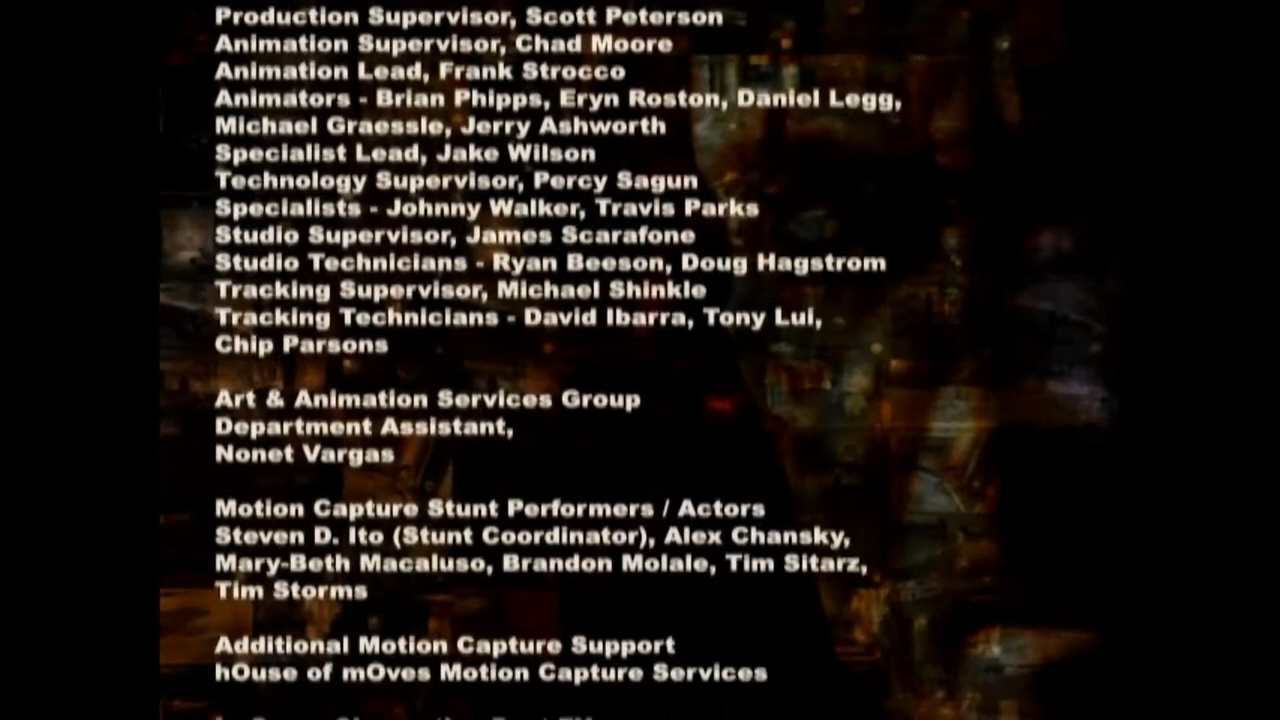 Production Supervisor, Scott Peterson
Animation Supervisor, Chad Moore
Animation Lead, Frank Strocco
Animators - Brian Phipps, Eryn Roston, Daniel Legg,
Michael Graessle, Jerry Ashworth
Specialist Lead, Jake Wilson
Technology Supervisor, Percy Sagun
Specialists - Johnny Walker, Travis Parks
Studio Supervisor, James Scarafone
Studio Technicians - Ryan Beeson, Doug Hagstrom
Tracking Supervisor, Michael Shinkle
Tracking Technicians - David Ibarra, Tony Lui,
Chip Parsons
Art & Animation Services Group
Department Assistant,
Nonet Vargas
Motion Capture Stunt Performers / Actors
Steven D. Ito (Stunt Coordinator), Alex Chansky,
Mary-Beth Macaluso, Brandon Molale, Tim Sitarz,
Tim Storms
Additional Motion Capture Support
hOuse of mOves Motion Capture Services